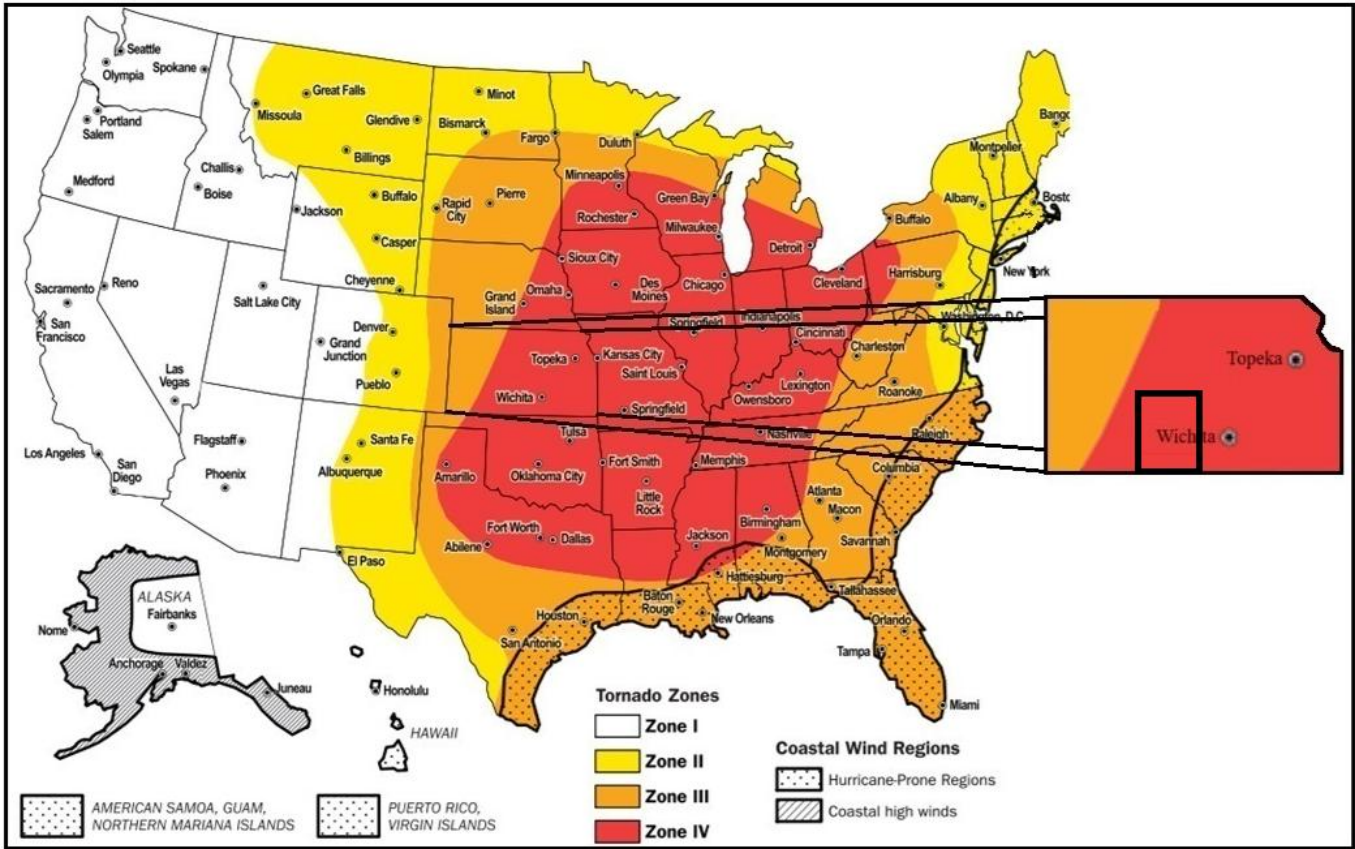 Seattle
Olympia
Spokane
Portland
Salem
Medford
Challis
Boise
Missoula
Great Falls
Glendive
Billings
Minot
Bismarck
Fargo
Duluth
Jackson
Buffalo
Casper
Cheyenne
Rapid
City
Pierre
Minneapolis
Rochester
Green Bay
Milwaukee
Detroit
Buffalo
Albany
Montpelier
Bango
Bosto
New York
Harrisburg
Cleveland
Sacramento
San
Francisco
Reno
Las
Vegas
Salt Lake City
Grand
Junction
Denver
Pueblo
Grand
Island
Omaha
Sioux City
Des
Moines
Chicago
Springfield
Indianapolis
Cincinnati
Washington, D.C.
Charleston
Topeka
Kansas City
Saint Louis
Wichita
Springfield
Owensboro
Lexington
Roanoke
Raleigh
Topeka
Wichita
Los Angeles
San
Diego
Flagstaff
Phoenix
Santa Fe
Albuquerque
El Paso
Amarillo
Tulsa
Oklahoma City
Fort Smith
Little
Rock
Nashville
Memphis
Columbia
Atlanta
Macon
Savannah
Birmingham
Montgomery
Jackson
Hattiesburg
Fort Worth
Dallas
Abilene
Tallahassee
Baton
Rouge
New Orleans
Houston
San Antonio
Orlando
Tampa
Miami
ALASKA
Fairbanks
Nome
Anchorage
Valdez
Juneau
Honolulu
HAWAII
AMERICAN SAMOA, GUAM,
NORTHERN MARIANA ISLANDS
PUERTO RICO,
VIRGIN ISLANDS
Tornado Zones
Zone I
Zone II
Zone III
Zone IV
Coastal Wind Regions
Hurricane-Prone Regions
Coastal high winds